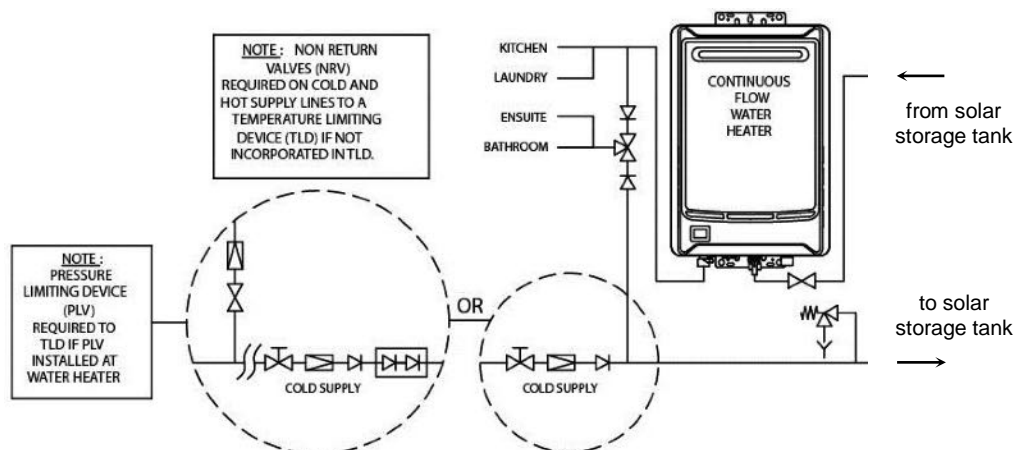 NOTE: NON RETURN
VALVES (NRV)
REQUIRED ON COLD AND
HOT SUPPLY LINES TO A
TEMPERATURE LIMITING
DEVICE (TLD) IF NOT
INCORPORATED IN TLD.
KITCHEN
LAUNDRY
ENSUITE
BATHROOM
CONTINUOUS
FLOW
WATER
HEATER
from solar
storage tank
NOTE:
PRESSURE
LIMITING DEVICE
(PLV)
REQUIRED TO
TLD IF PLV
INSTALLED AT
WATER HEATER
OR
to solar
storage tank
COLD SUPPLY
COLD SUPPLY